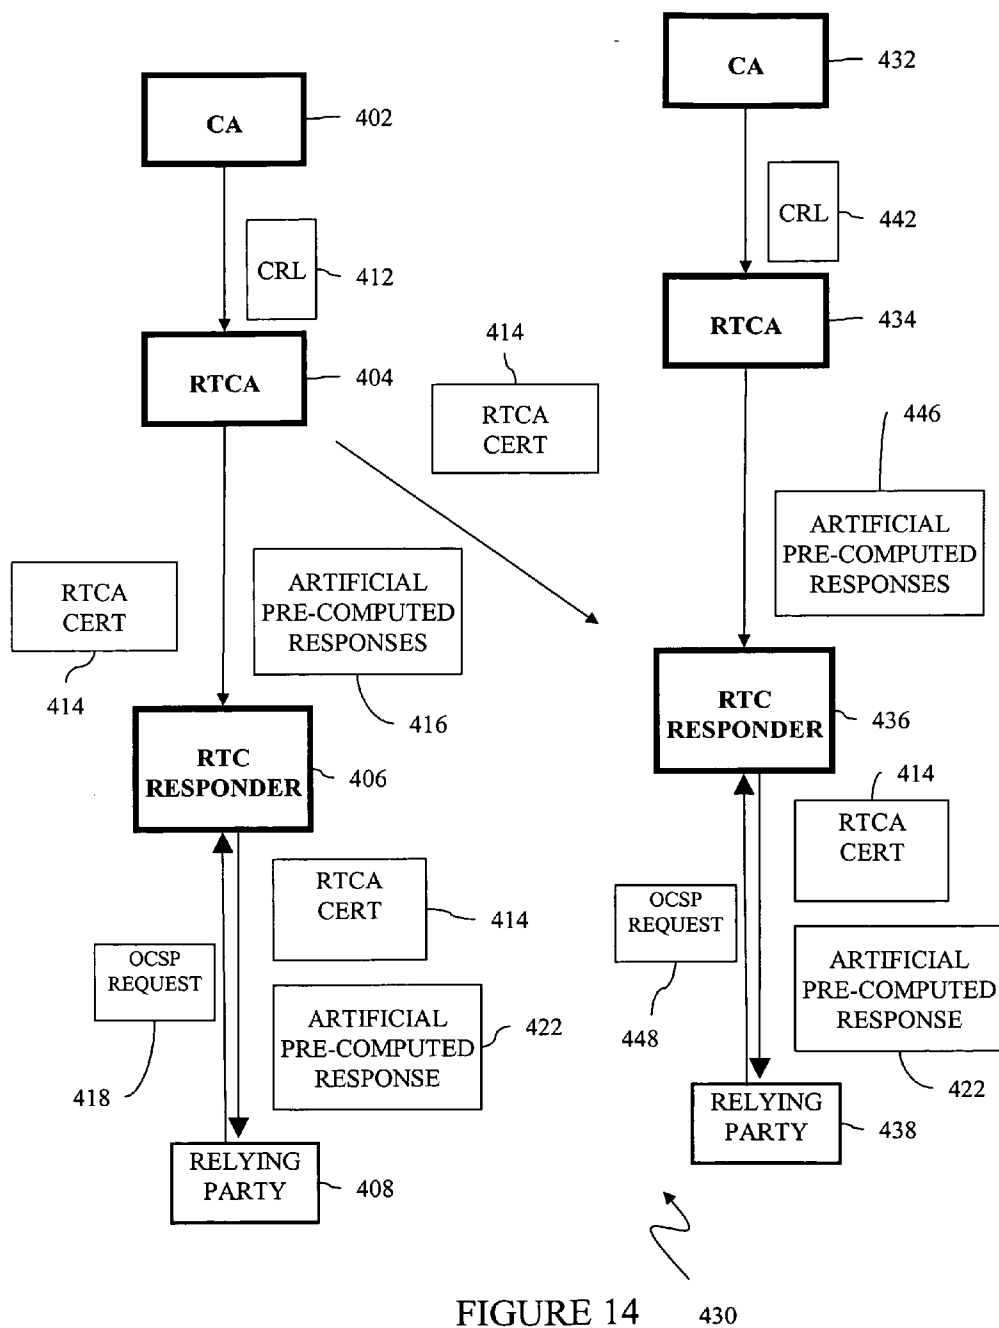 CA
402
CRL
412
RTCA
404
RTCA
CERT
414
ARTIFICIAL
PRE-COMPUTED
RESPONSES
416
RTC
RESPONDER
406
RTCA
CERT
414
OCSP
REQUEST
418
ARTIFICIAL
PRE-COMPUTED
RESPONSE
422
RELYING
PARTY
408
414
RTCA
CERT
CA
432
CRL
442
RTCA
434
446
ARTIFICIAL
PRE-COMPUTED
RESPONSES
RTC
RESPONDER
436
414
RTCA
CERT
OCSP
REQUEST
448
ARTIFICIAL
PRE-COMPUTED
RESPONSE
422
RELYING
PARTY
438
430
FIGURE 14